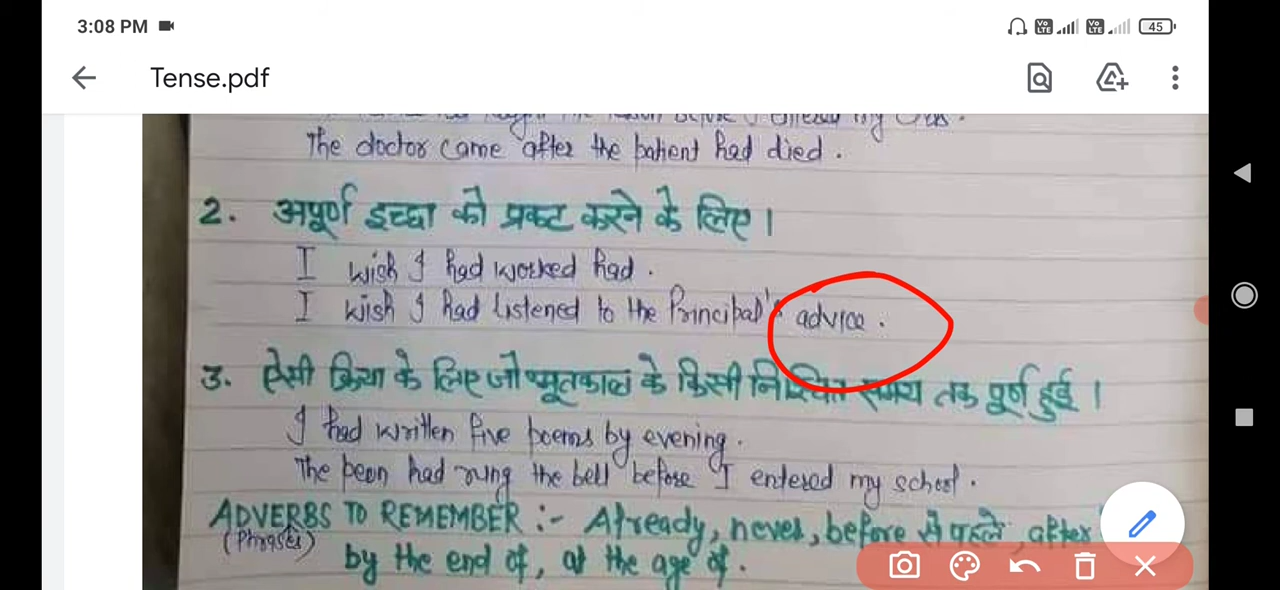 3:08 PM
45
Tense.pdf
The doctor came after the patient had died.
2. अपूर्ण इच्छा को प्रकट करने के लिए।
I wish I had worked had.
I wish I had listened to the Principal's advice.
3. ऐसी क्रिया के लिए जो भूतकाल के किसी निश्चित समय तक पूर्ण हुई।
I had written five poems by evening.
The peon had rung the bell before I entered my school.
ADVERBS TO REMEMBER :- Already, never, before से पहले, after
(Phrases) by the end of, at the age of.